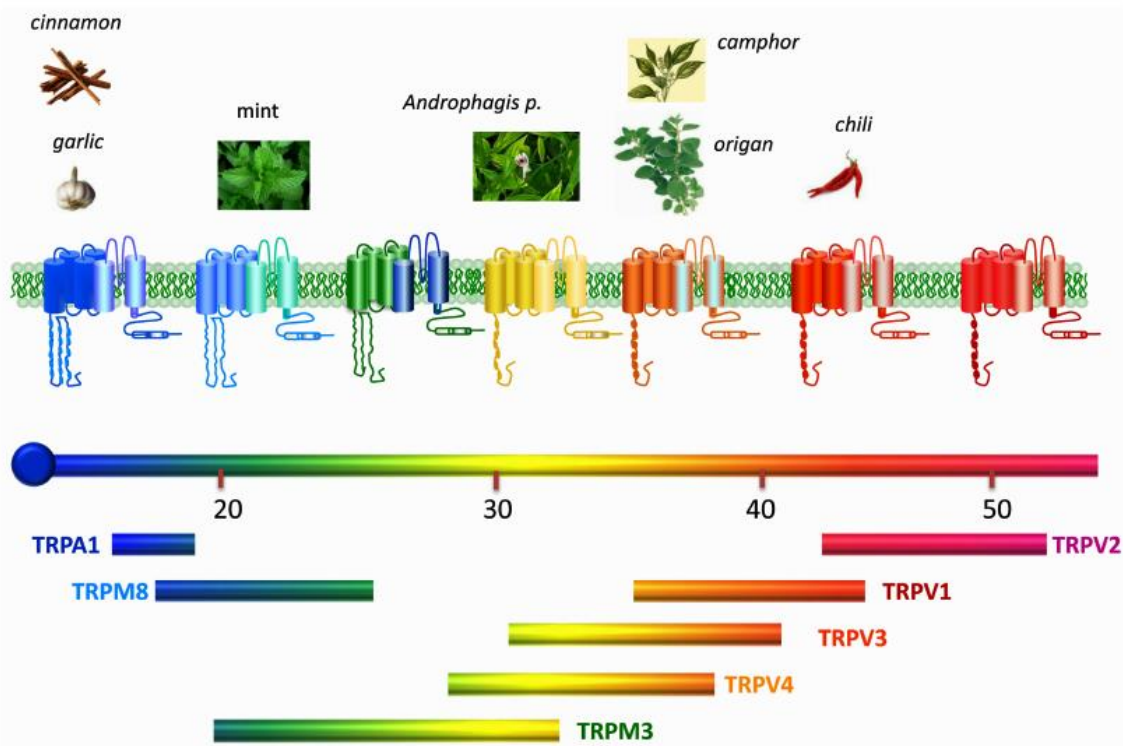 cinnamon
camphor
mint
Androphagis p.
garlic
origan
chili
20
30
40
50
TRPA1
TRPV2
TRPM8
TRPV1
TRPV3
TRPV4
TRPM3